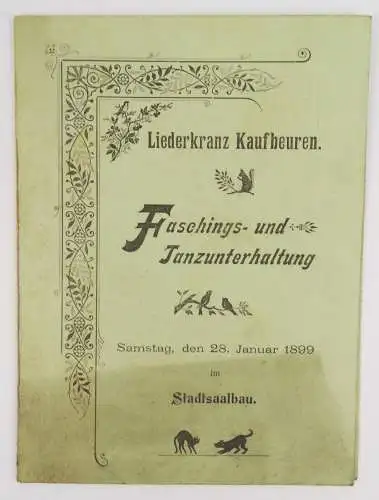 Liederkranz Kaufbeuren.
Faschings- und
Tanzunterhaltung
Samstag, den 28. Januar 1899
im
Stadtsaalbau.